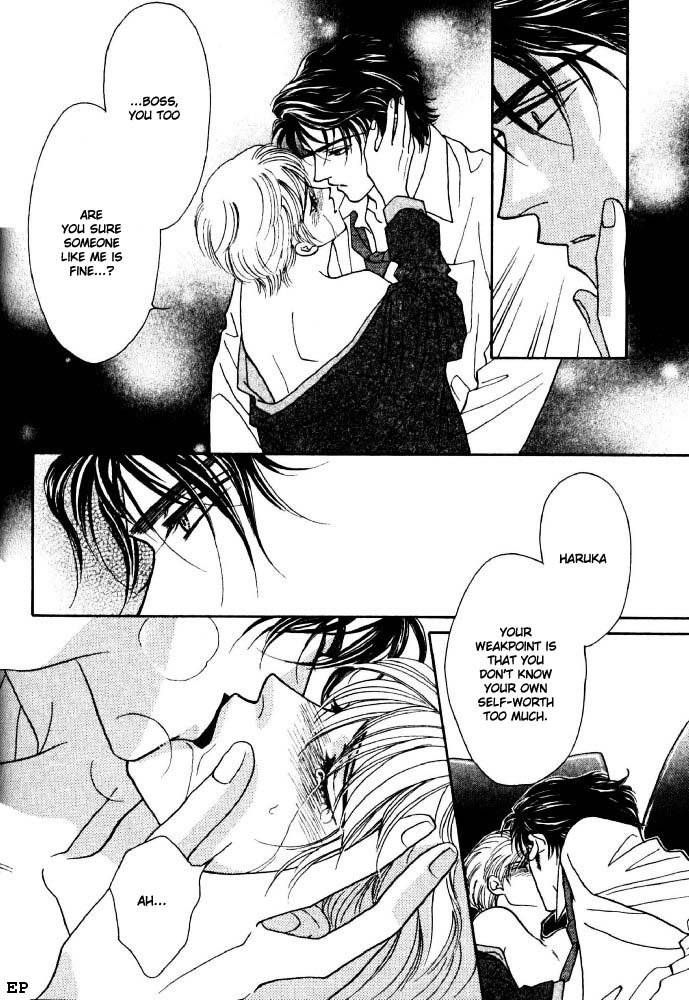 ...BOSS,
YOU TOO
ARE
YOU SURE
SOMEONE
LIKE ME IS
FINE...?
HARUKA
YOUR
WEAKPOINT IS
THAT YOU
DON'T KNOW
YOUR OWN
SELF-WORTH
TOO MUCH.
AH...
EP